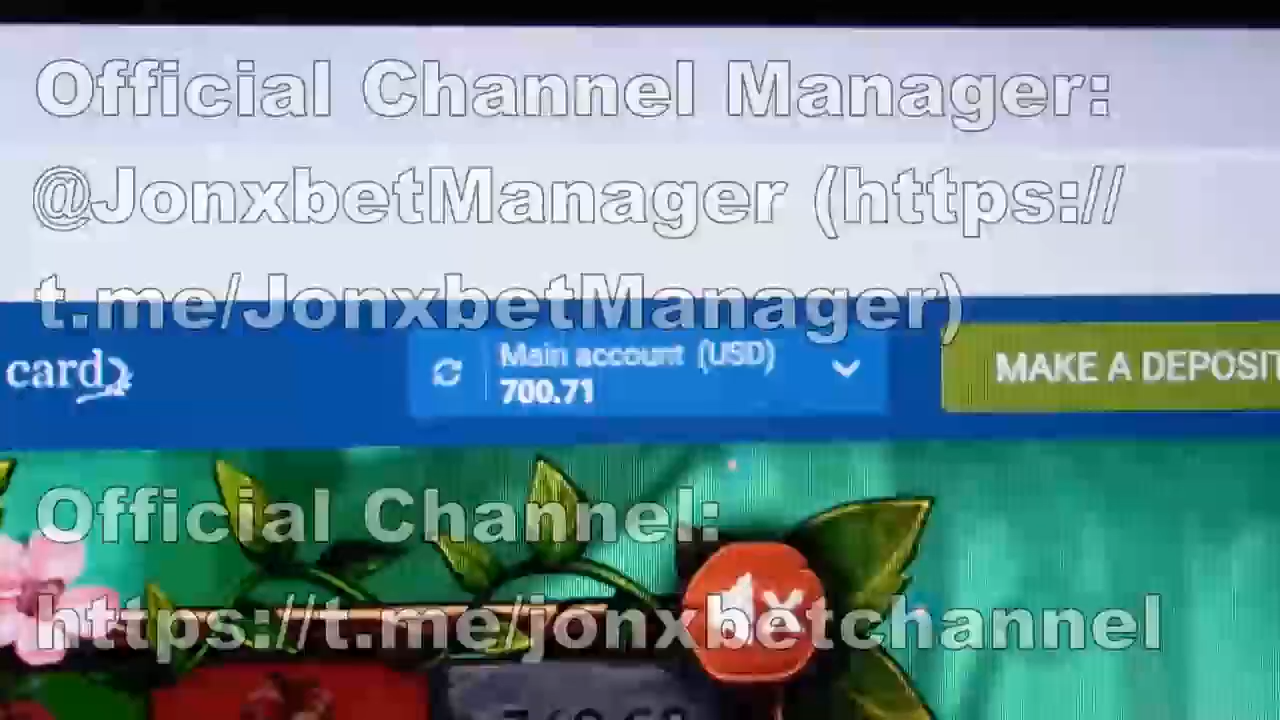 Official Channel Manager:
@JonxbetManager (https://
t.me/JonxbetManager)
card
Main account (USD)
700.71
MAKE A DEPOSIT
Official Channel:
https://t.me/jonxbetchannel